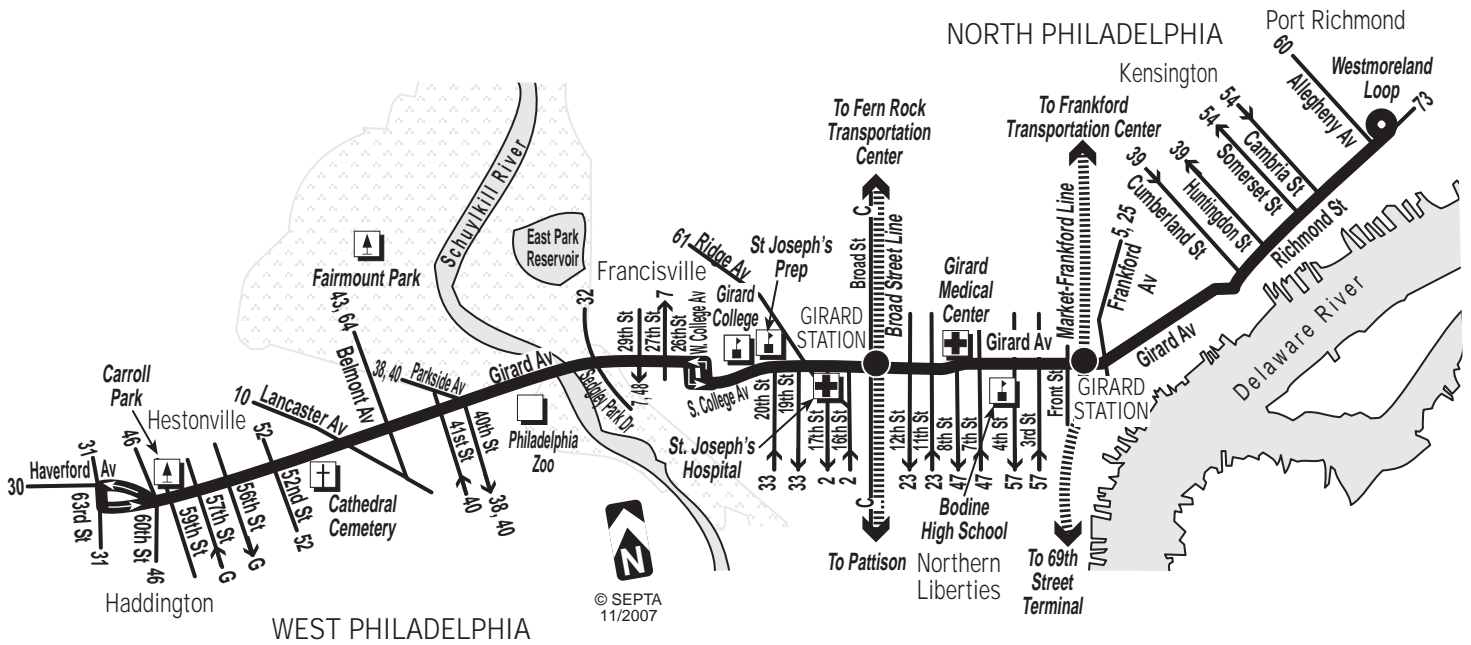 NORTH PHILADELPHIA
Port Richmond
Kensington
60
Allegheny Av
Westmoreland
Loop
73
54
Cambria St
54
Somerset St
39
Huntingdon St
39
Cumberland St
Richmond St
To Fern Rock
Transportation
Center
To Frankford
Transportation Center
C
Broad St
Broad Street Line
Market-Frankford Line
5, 25
Frankford
Av
Schuylkill River
East Park
Reservoir
Fairmount Park
Francisville
61
Ridge Av
St Joseph's
Prep
Girard
College
GIRARD
STATION
Girard
Medical
Center
Girard Av
Girard Av
Delaware River
GIRARD
STATION
Front St
32
29th St
7, 48
7
27th St
26th St
W. College Av
S. College Av
Sedgley Park Dr
Girard Av
43, 64
Belmont Av
38, 40
Parkside Av
40th St
38, 40
41st St
40
Philadelphia
Zoo
Carroll
Park
Hestonville
10
Lancaster Av
31
46
Haverford Av
30
63rd St
31
60th St
46
59th St
57th St
G
56th St
G
52
52nd St
52
Cathedral
Cemetery
20th St
33
19th St
33
17th St
2
16th St
2
St. Joseph's
Hospital
C
12th St
23
11th St
23
8th St
47
7th St
47
4th St
57
3rd St
57
Bodine
High School
To Pattison
Northern
Liberties
To 69th
Street
Terminal
N
© SEPTA
11/2007
Haddington
WEST PHILADELPHIA